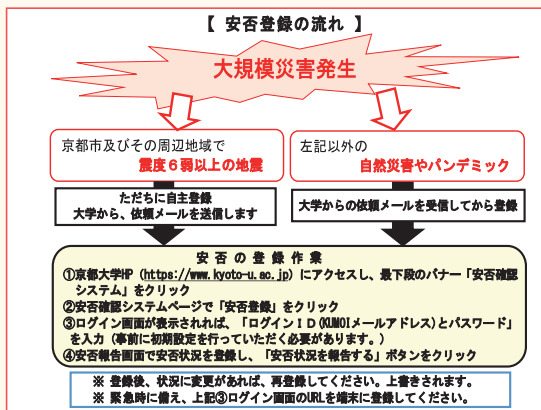 【 安否登録の流れ 】
大規模災害発生
京都市及びその周辺地域で
震度６弱以上の地震
左記以外の
自然災害やパンデミック
ただちに自主登録
大学から、依頼メールを送信します
大学からの依頼メールを受信してから登録
安 否 の 登 録 作 業
①京都大学HP（https://www.kyoto-u.ac.jp）にアクセスし、最下段のバナー「安否確認
システム」をクリック
②安否確認システムページで「安否登録」をクリック
③ログイン画面が表示されれば、「ログインＩＤ(KUMOIメールアドレス)とパスワード」
を入力（事前に初期設定を行っていただく必要があります。）
④安否報告画面で安否状況を登録し、「安否状況を報告する」ボタンをクリック
※ 登録後、状況に変更があれば、再登録してください。上書きされます。
※ 緊急時に備え、上記③ログイン画面のURLを端末に登録してください。